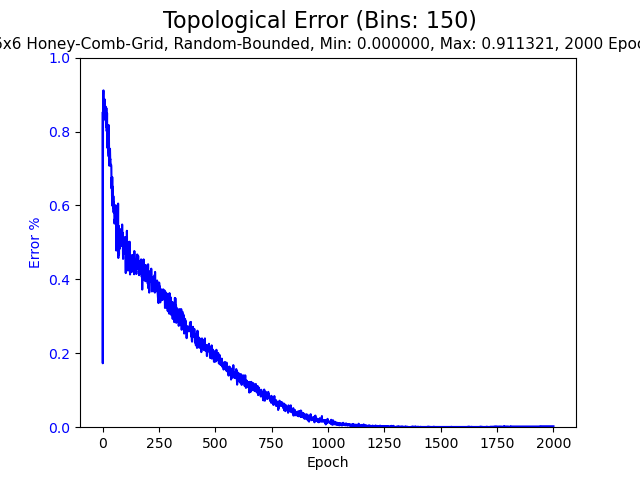 Topological Error (Bins: 150)
x6 Honey-Comb-Grid, Random-Bounded, Min: 0.000000, Max: 0.911321, 2000 Epoc
1.0
0.8
0.6
0.4
0.2
0.0
Error %
0 250 500 750 1000 1250 1500 1750 2000
Epoch